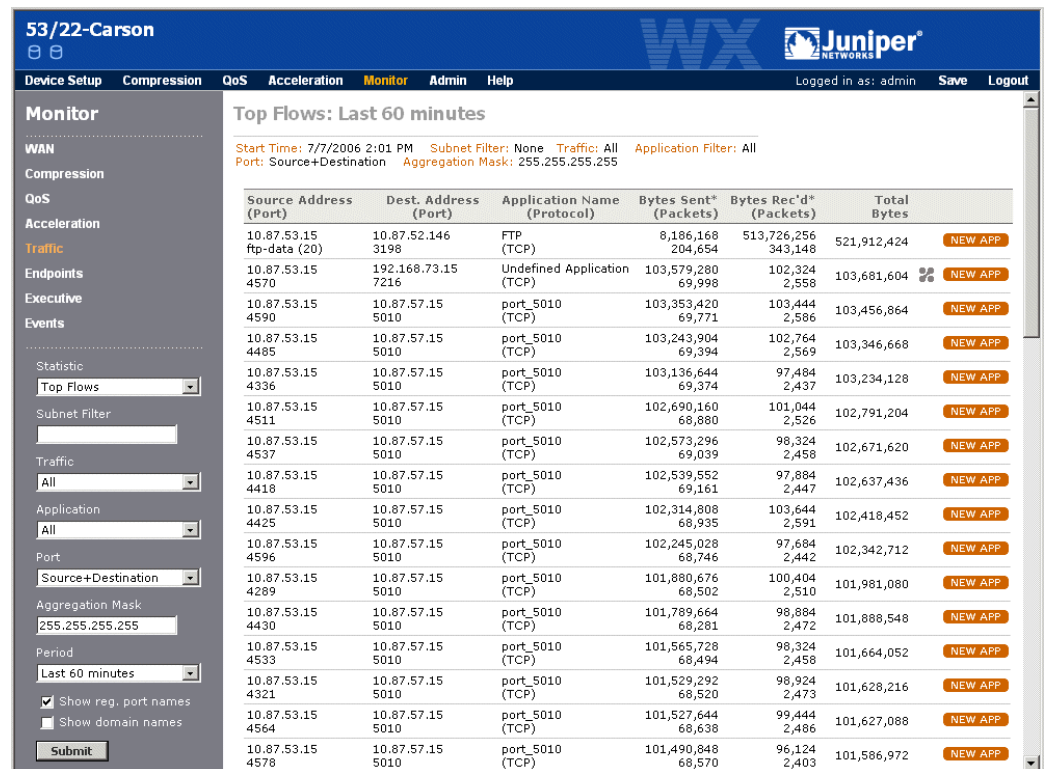 53/22-Carson
WX
Juniper®
NETWORKS
Device Setup Compression QoS Acceleration Monitor Admin Help Logged in as: admin Save Logout
Monitor
WAN
Compression
QoS
Acceleration
Traffic
Endpoints
Executive
Events
Statistic
Top Flows
Subnet Filter
Traffic
All
Application
All
Port
Source+Destination
Aggregation Mask
255.255.255.255
Period
Last 60 minutes
Show reg. port names
Show domain names
Submit
Top Flows: Last 60 minutes
Start Time: 7/7/2006 2:01 PM Subnet Filter: None Traffic: All Application Filter: All
Port: Source+Destination Aggregation Mask: 255.255.255.255
Source Address Dest. Address Application Name Bytes Sent* Bytes Rec'd* Total
(Port) (Port) (Protocol) (Packets) (Packets) Bytes
10.87.53.15 10.87.52.146 FTP 8,186,168 513,726,256 521,912,424 NEW APP
ftp-data (20) 3198 (TCP) 204,654 343,148
10.87.53.15 192.168.73.15 Undefined Application 103,579,280 102,324 103,681,604 NEW APP
4570 7216 (TCP) 69,998 2,558
10.87.53.15 10.87.57.15 port_5010 103,353,420 103,444 103,456,864 NEW APP
4590 5010 (TCP) 69,771 2,586
10.87.53.15 10.87.57.15 port_5010 103,243,904 102,764 103,346,668 NEW APP
4485 5010 (TCP) 69,394 2,569
10.87.53.15 10.87.57.15 port_5010 103,136,644 97,484 103,234,128 NEW APP
4336 5010 (TCP) 69,374 2,437
10.87.53.15 10.87.57.15 port_5010 102,690,160 101,044 102,791,204 NEW APP
4511 5010 (TCP) 68,880 2,526
10.87.53.15 10.87.57.15 port_5010 102,573,296 98,324 102,671,620 NEW APP
4537 5010 (TCP) 69,039 2,458
10.87.53.15 10.87.57.15 port_5010 102,539,552 97,884 102,637,436 NEW APP
4418 5010 (TCP) 69,161 2,447
10.87.53.15 10.87.57.15 port_5010 102,314,808 103,644 102,418,452 NEW APP
4425 5010 (TCP) 68,935 2,591
10.87.53.15 10.87.57.15 port_5010 102,245,028 97,684 102,342,712 NEW APP
4596 5010 (TCP) 68,746 2,442
10.87.53.15 10.87.57.15 port_5010 101,880,676 100,404 101,981,080 NEW APP
4289 5010 (TCP) 68,502 2,510
10.87.53.15 10.87.57.15 port_5010 101,789,664 98,884 101,888,548 NEW APP
4430 5010 (TCP) 68,281 2,472
10.87.53.15 10.87.57.15 port_5010 101,565,728 98,324 101,664,052 NEW APP
4533 5010 (TCP) 68,494 2,458
10.87.53.15 10.87.57.15 port_5010 101,529,292 98,924 101,628,216 NEW APP
4321 5010 (TCP) 68,520 2,473
10.87.53.15 10.87.57.15 port_5010 101,527,644 99,444 101,627,088 NEW APP
4564 5010 (TCP) 68,638 2,486
10.87.53.15 10.87.57.15 port_5010 101,490,848 96,124 101,586,972 NEW APP
4578 5010 (TCP) 68,570 2,403